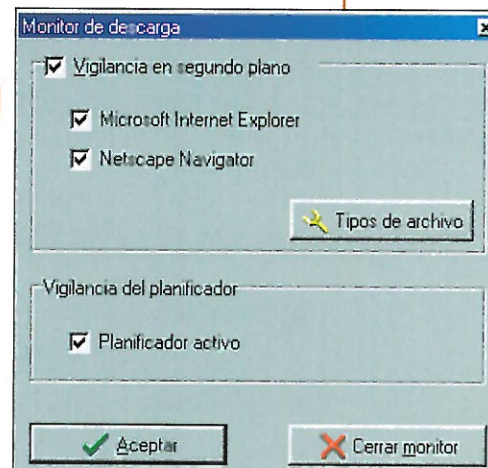 Monitor de descarga
Vigilancia en segundo plano
Microsoft Internet Explorer
Netscape Navigator
Tipos de archivo
Vigilancia del planificador
Planificador activo
Aceptar
Cerrar monitor